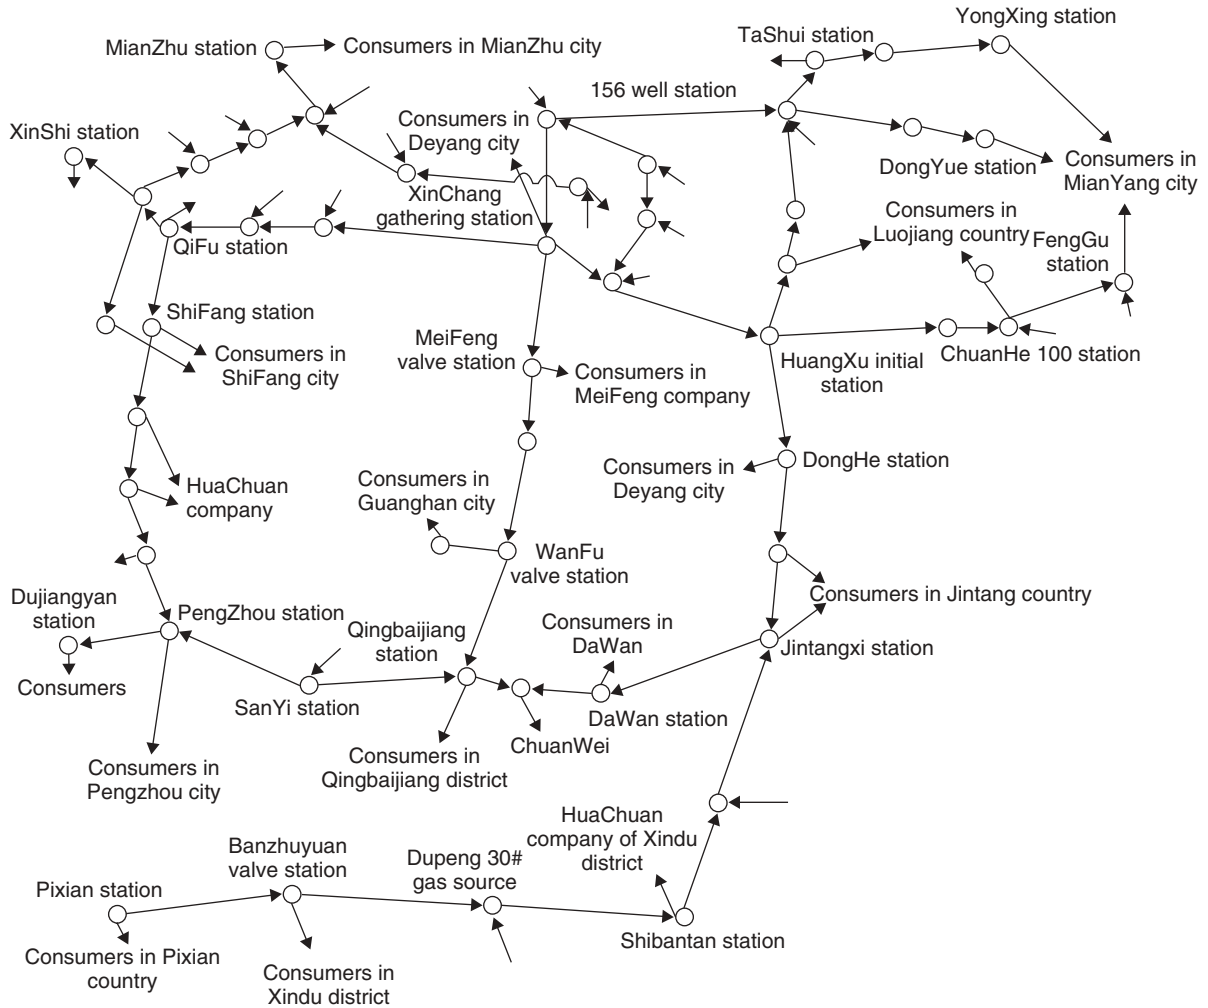 YongXing station
TaShui station
MianZhu station
Consumers in MianZhu city
156 well station
XinShi station
Consumers in
Deyang city
DongYue station
Consumers in
MianYang city
XinChang
gathering station
Consumers in
Luojiang country
FengGu
station
QiFu station
ShiFang station
Consumers in
ShiFang city
MeiFeng
valve station
Consumers in
MeiFeng company
HuangXu initial
station
ChuanHe 100 station
HuaChuan
company
Consumers in
Guanghan city
Consumers in
Deyang city
DongHe station
WanFu
valve station
Dujiangyan
station
PengZhou station
Consumers in Jintang country
Qingbaijiang
station
Consumers in
DaWan
Jintangxi station
Consumers
SanYi station
DaWan station
ChuanWei
Consumers in
Pengzhou city
Consumers in
Qingbaijiang district
HuaChuan
company of Xindu
district
Banzhuyuan
valve station
Dupeng 30#
gas source
Pixian station
Shibantan station
Consumers in Pixian
country
Consumers in
Xindu district